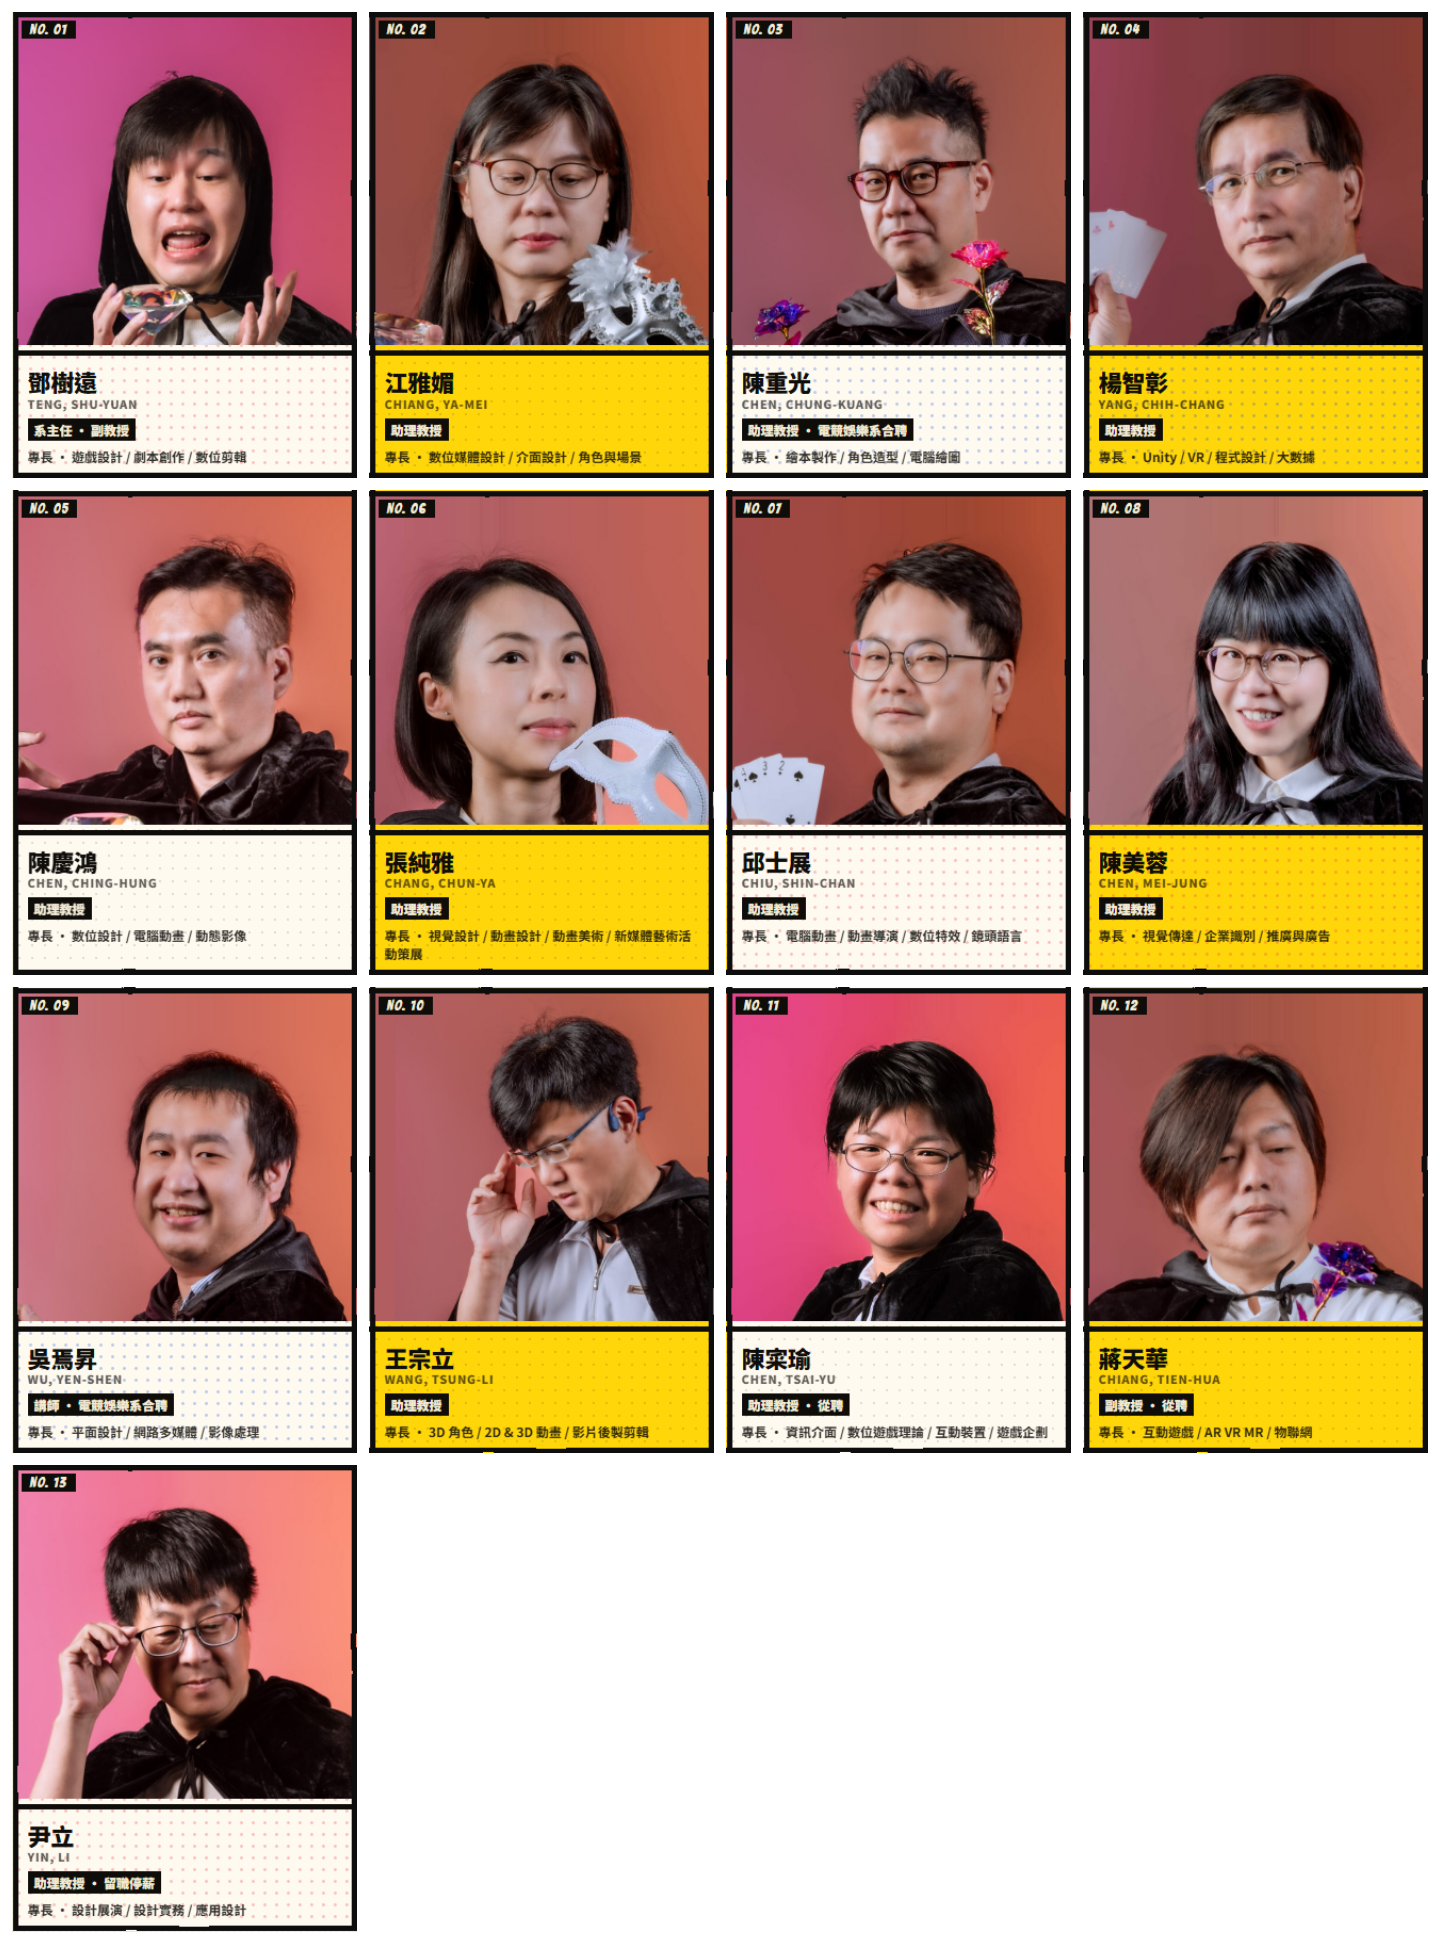 NO. 01
鄧樹遠
TENG, SHU-YUAN
系主任 • 副教授
專長 • 遊戲設計 / 劇本創作 / 數位剪輯
NO. 02
江雅媚
CHIANG, YA-MEI
助理教授
專長 • 數位媒體設計 / 介面設計 / 角色與場景
NO. 03
陳重光
CHEN, CHUNG-KUANG
助理教授 • 電競娛樂系合聘
專長 • 繪本製作 / 角色造型 / 電腦繪圖
NO. 04
楊智彰
YANG, CHIH-CHANG
助理教授
專長 • Unity / VR / 程式設計 / 大數據
NO. 05
陳慶鴻
CHEN, CHING-HUNG
助理教授
專長 • 數位設計 / 電腦動畫 / 動態影像
NO. 06
張純雅
CHANG, CHUN-YA
助理教授
專長 • 視覺設計 / 動畫設計 / 動畫美術 / 新媒體藝術活
動策展
NO. 07
邱士展
CHIU, SHIN-CHAN
助理教授
專長 • 電腦動畫 / 動畫導演 / 數位特效 / 鏡頭語言
NO. 08
陳美蓉
CHEN, MEI-JUNG
助理教授
專長 • 視覺傳達 / 企業識別 / 推廣與廣告
NO. 09
吳焉昇
WU, YEN-SHEN
講師 • 電競娛樂系合聘
專長 • 平面設計 / 網路多媒體 / 影像處理
NO. 10
王宗立
WANG, TSUNG-LI
助理教授
專長 • 3D 角色 / 2D & 3D 動畫 / 影片後製剪輯
NO. 11
陳寀瑜
CHEN, TSAI-YU
助理教授 • 從聘
專長 • 資訊介面 / 數位遊戲理論 / 互動裝置 / 遊戲企劃
NO. 12
蔣天華
CHIANG, TIEN-HUA
副教授 • 從聘
專長 • 互動遊戲 / AR VR MR / 物聯網
NO. 13
尹立
YIN, LI
助理教授 • 留職停薪
專長 • 設計展演 / 設計實務 / 應用設計